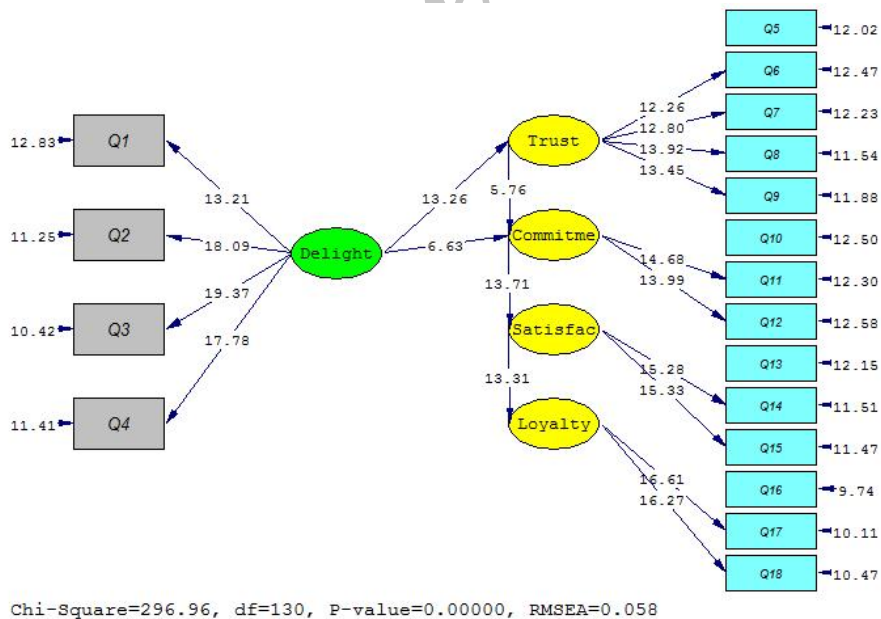 Q5
12.02
Q6
12.47
Q7
12.23
Q8
11.54
Q9
11.88
Q10
12.50
Q11
12.30
Q12
12.58
Q13
12.15
Q14
11.51
Q15
11.47
Q16
9.74
Q17
10.11
Q18
10.47
12.83
Q1
11.25
Q2
10.42
Q3
11.41
Q4
13.21
18.09
19.37
17.78
Delight
13.26
6.63
Trust
5.76
Commitme
13.71
Satisfac
13.31
Loyalty
12.26
12.80
13.92
13.45
14.68
13.99
15.28
15.33
16.61
16.27
Chi-Square=296.96, df=130, P-value=0.00000, RMSEA=0.058